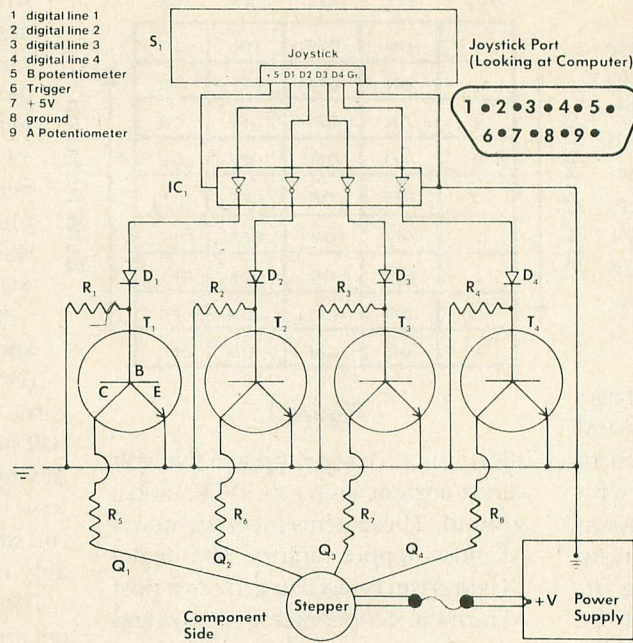 1 digital line 1
2 digital line 2
3 digital line 3
4 digital line 4
5 B potentiometer
6 Trigger
7 + 5V
8 ground
9 A Potentiometer
S1
Joystick
+ 5 D1 D2 D3 D4 Gr.
Joystick Port
(Looking at Computer)
1 2 3 4 5
6 7 8 9
IC1
D1 D2 D3 D4
R1 R2 R3 R4
T1 T2 T3 T4
B
C E
R5 R6 R7 R8
Q1 Q2 Q3 Q4
Component
Side
Stepper
+V Power
Supply